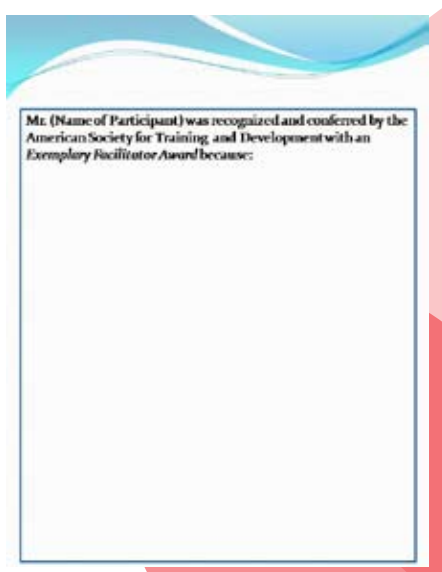 Mr. (Name of Participant) was recognized and conferred by the
American Society for Training and Development with an
Exemplary Facilitator Award because: